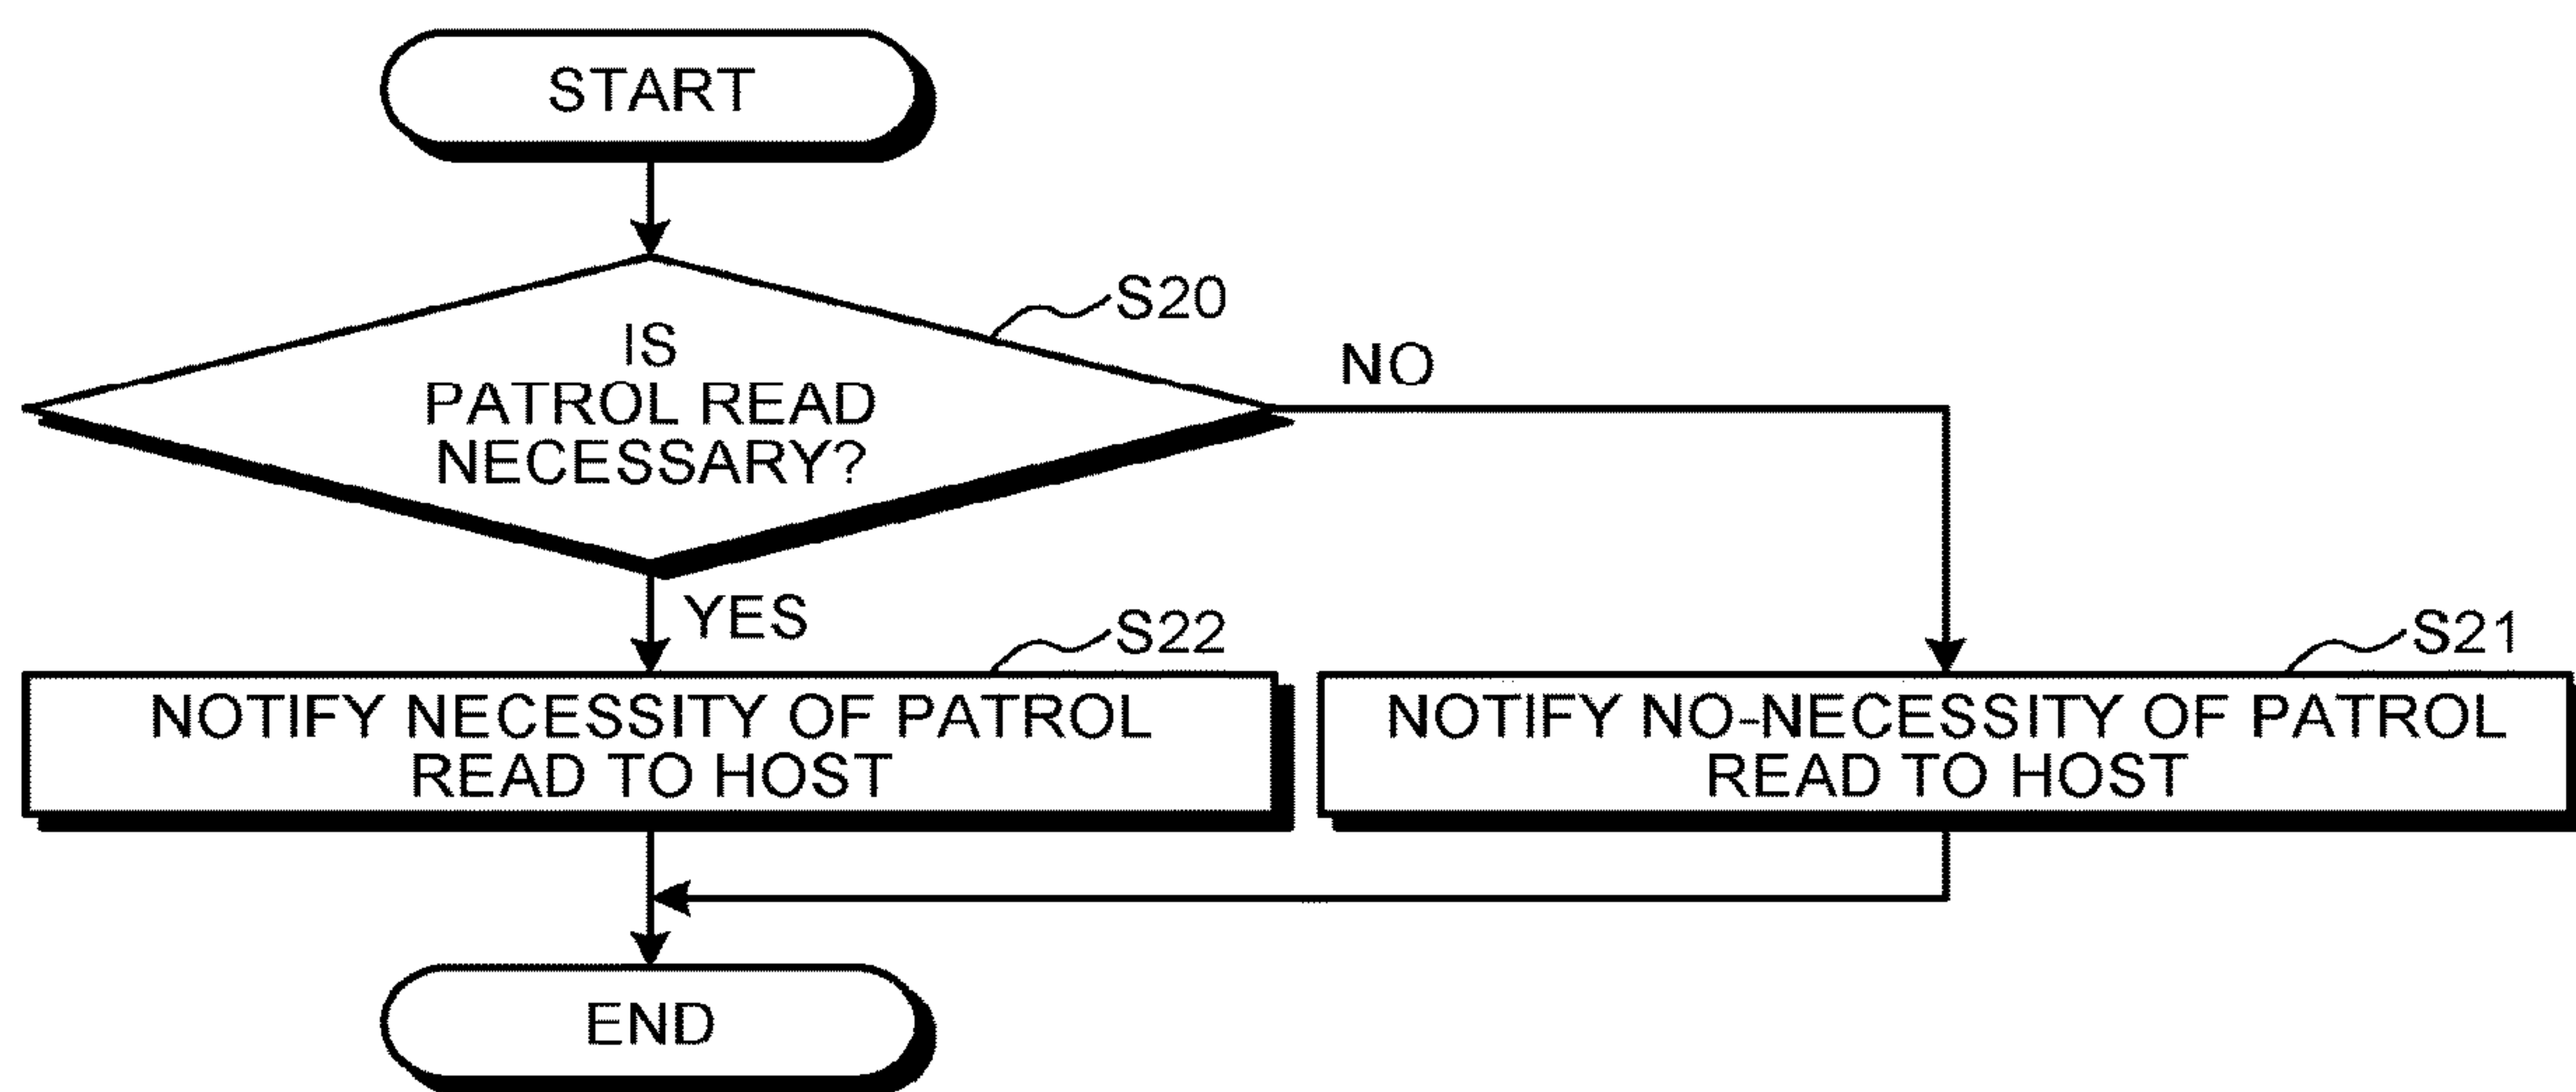 START
S20
IS
PATROL READ
NECESSARY?
NO
YES
S22
S21
NOTIFY NECESSITY OF PATROL
READ TO HOST
NOTIFY NO-NECESSITY OF PATROL
READ TO HOST
END